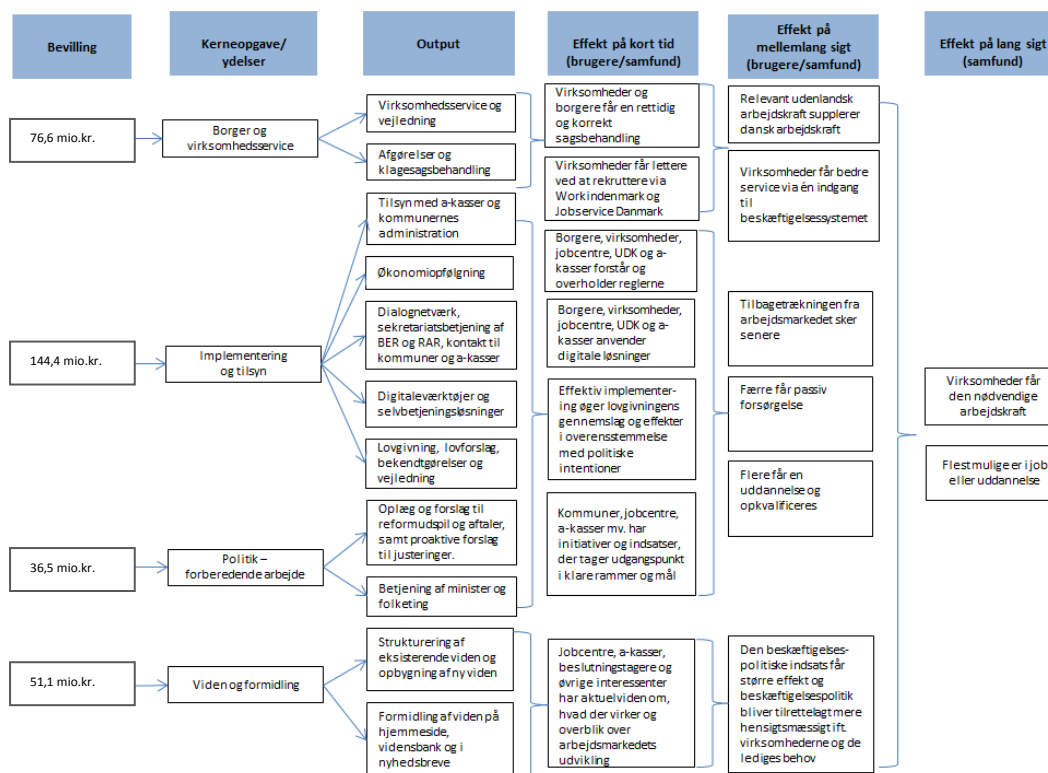 Bevilling
Kerneopgave/
ydelser
Output
Effekt på kort tid
(brugere/samfund)
Effekt på
mellemlang sigt
(brugere/samfund)
Effekt på lang sigt
(samfund)
76,6 mio.kr.
Borger og
virksomhedsservice
Virksomhedsservice og
vejledning
Afgørelser og
klagesagsbehandling
Virksomheder og
borgere får en rettidig
og korrekt
sagsbehandling
Virksomheder får lettere
ved at rekruttere via
Workindenmark og
Jobservice Danmark
Relevant udenlandsk
arbejdskraft supplerer
dansk arbejdskraft
Virksomheder får bedre
service via én indgang
til
beskæftigelsessystemet
144,4 mio.kr.
Implementering
og tilsyn
Tilsyn med a-kasser og
kommunernes
administration
Økonomiopfølgning
Dialognetværk,
sekretariatsbetjening af
BER og RAR, kontakt til
kommuner og a-kasser
Digitale værktøjer og
selvbetjeningsløsninger
Lovgivning, lovforslag,
bekendtgørelser og
vejledning
Borgere, virksomheder,
jobcentre, UDK og a-
kasser forstår og
overholder reglerne
Borgere, virksomheder,
jobcentre, UDK og a-
kasser anvender
digitale løsninger
Effektiv implemente-
ring øger lovgivningens
gennemslag og effekter
i overensstemmelse
med politiske
intentioner
Tilbagetrækningen fra
arbejdsmarkedet sker
senere
Færre får passiv
forsørgelse
Flere får en
uddannelse og
opkvalificeres
Virksomheder får
den nødvendige
arbejdskraft
Flest mulige er i job
eller uddannelse
36,5 mio.kr.
Politik –
forberedende arbejde
Oplæg og forslag til
reformudspil og aftaler,
samt proaktive forslag
til justeringer.
Betjening af minister og
folketing
Kommuner, jobcentre,
a-kasser mv. har
initiativer og indsatser,
der tager udgangspunkt
i klare rammer og mål
51,1 mio.kr.
Viden og formidling
Strukturering af
eksisterende viden og
opbygning af ny viden
Formidling af viden på
hjemmeside,
vidensbank og i
nyhedsbreve
Jobcentre, a-kasser,
beslutningstagere og
øvrige interessenter
har aktuel viden om,
hvad der virker og
overblik over
arbejdsmarkedets
udvikling
Den beskæftigelses-
politiske indsats får
større effekt og
beskæftigelsespolitik
bliver tilrettelagt mere
hensigtsmæssigt ift.
virksomhederne og de
lediges behov